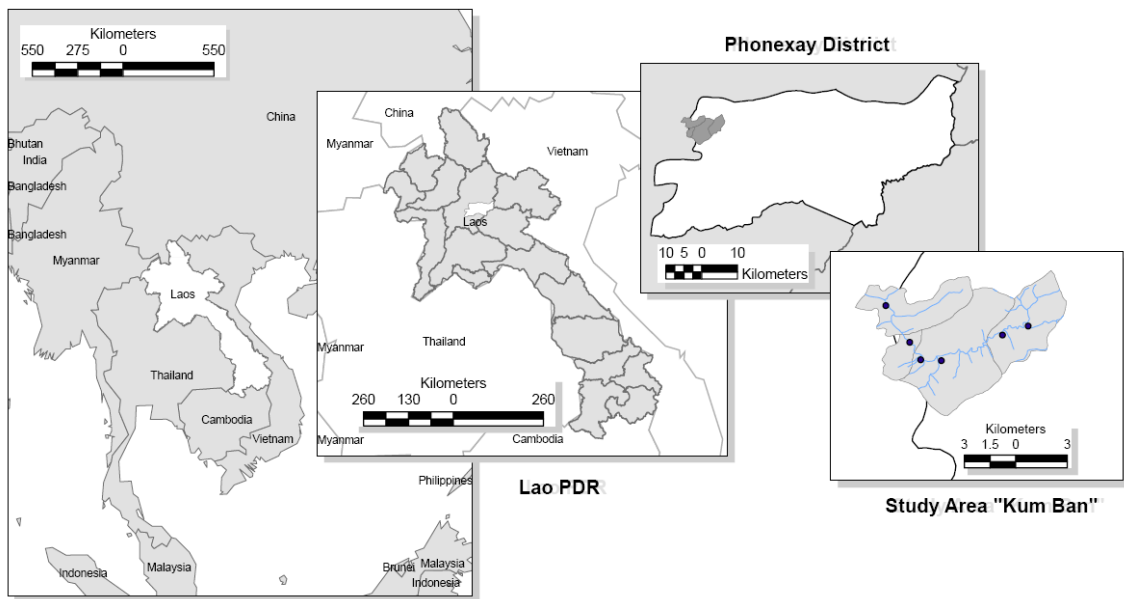 Kilometers
550 275 0 550
China
Bhutan
India
Bangladesh
Bangladesh
Myanmar
Laos
Thailand
Cambodia
Vietnam
Philippines
Malaysia
Indonesia
Brunei
Malaysia
Indonesia
China
Myanmar
Vietnam
Laos
Myanmar
Thailand
Kilometers
260 130 0 260
Myanmar
Cambodia
Lao PDR
Phonexay District
10 5 0 10
Kilometers
Kilometers
3 1.5 0 3
Study Area "Kum Ban"